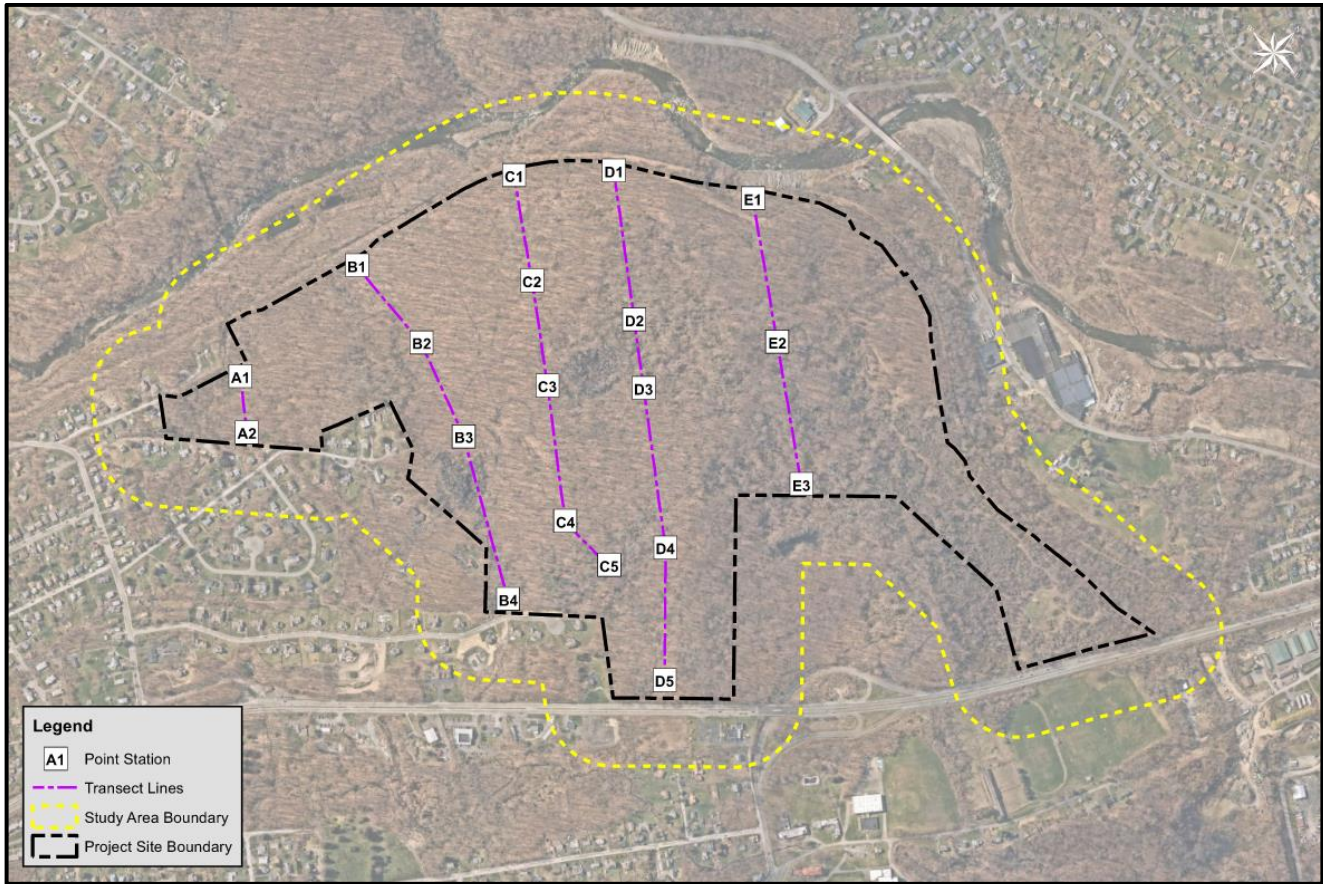 C1
D1
E1
B1
C2
D2
B2
E2
A1
C3
D3
A2
B3
E3
C4
D4
C5
B4
D5
Legend
A1 Point Station
Transect Lines
Study Area Boundary
Project Site Boundary